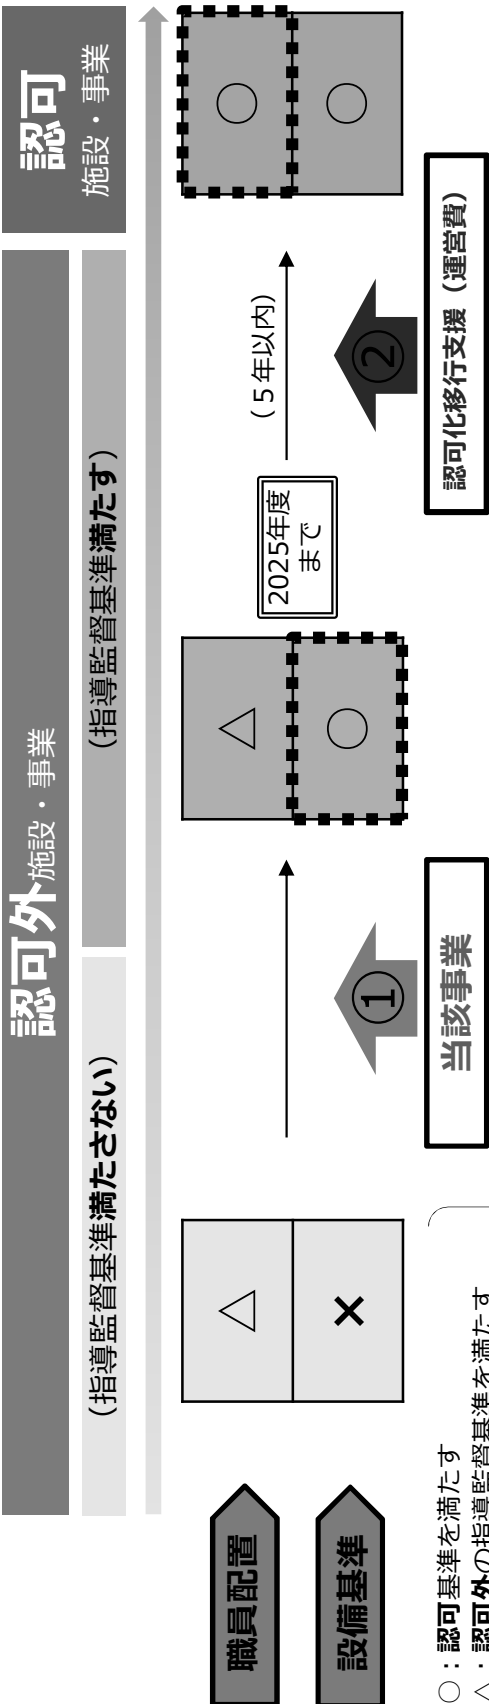 認可外施設・事業
認可
施設・事業
（指導監督基準満たさない）
（指導監督基準満たす）
職員配置
△
△
○
設備基準
×
○
○
2025年度
まで
（５年以内）
①
②
当該事業
認可化移行支援（運営費）
○：認可基準を満たす
△：認可外の指導監督基準を満たす